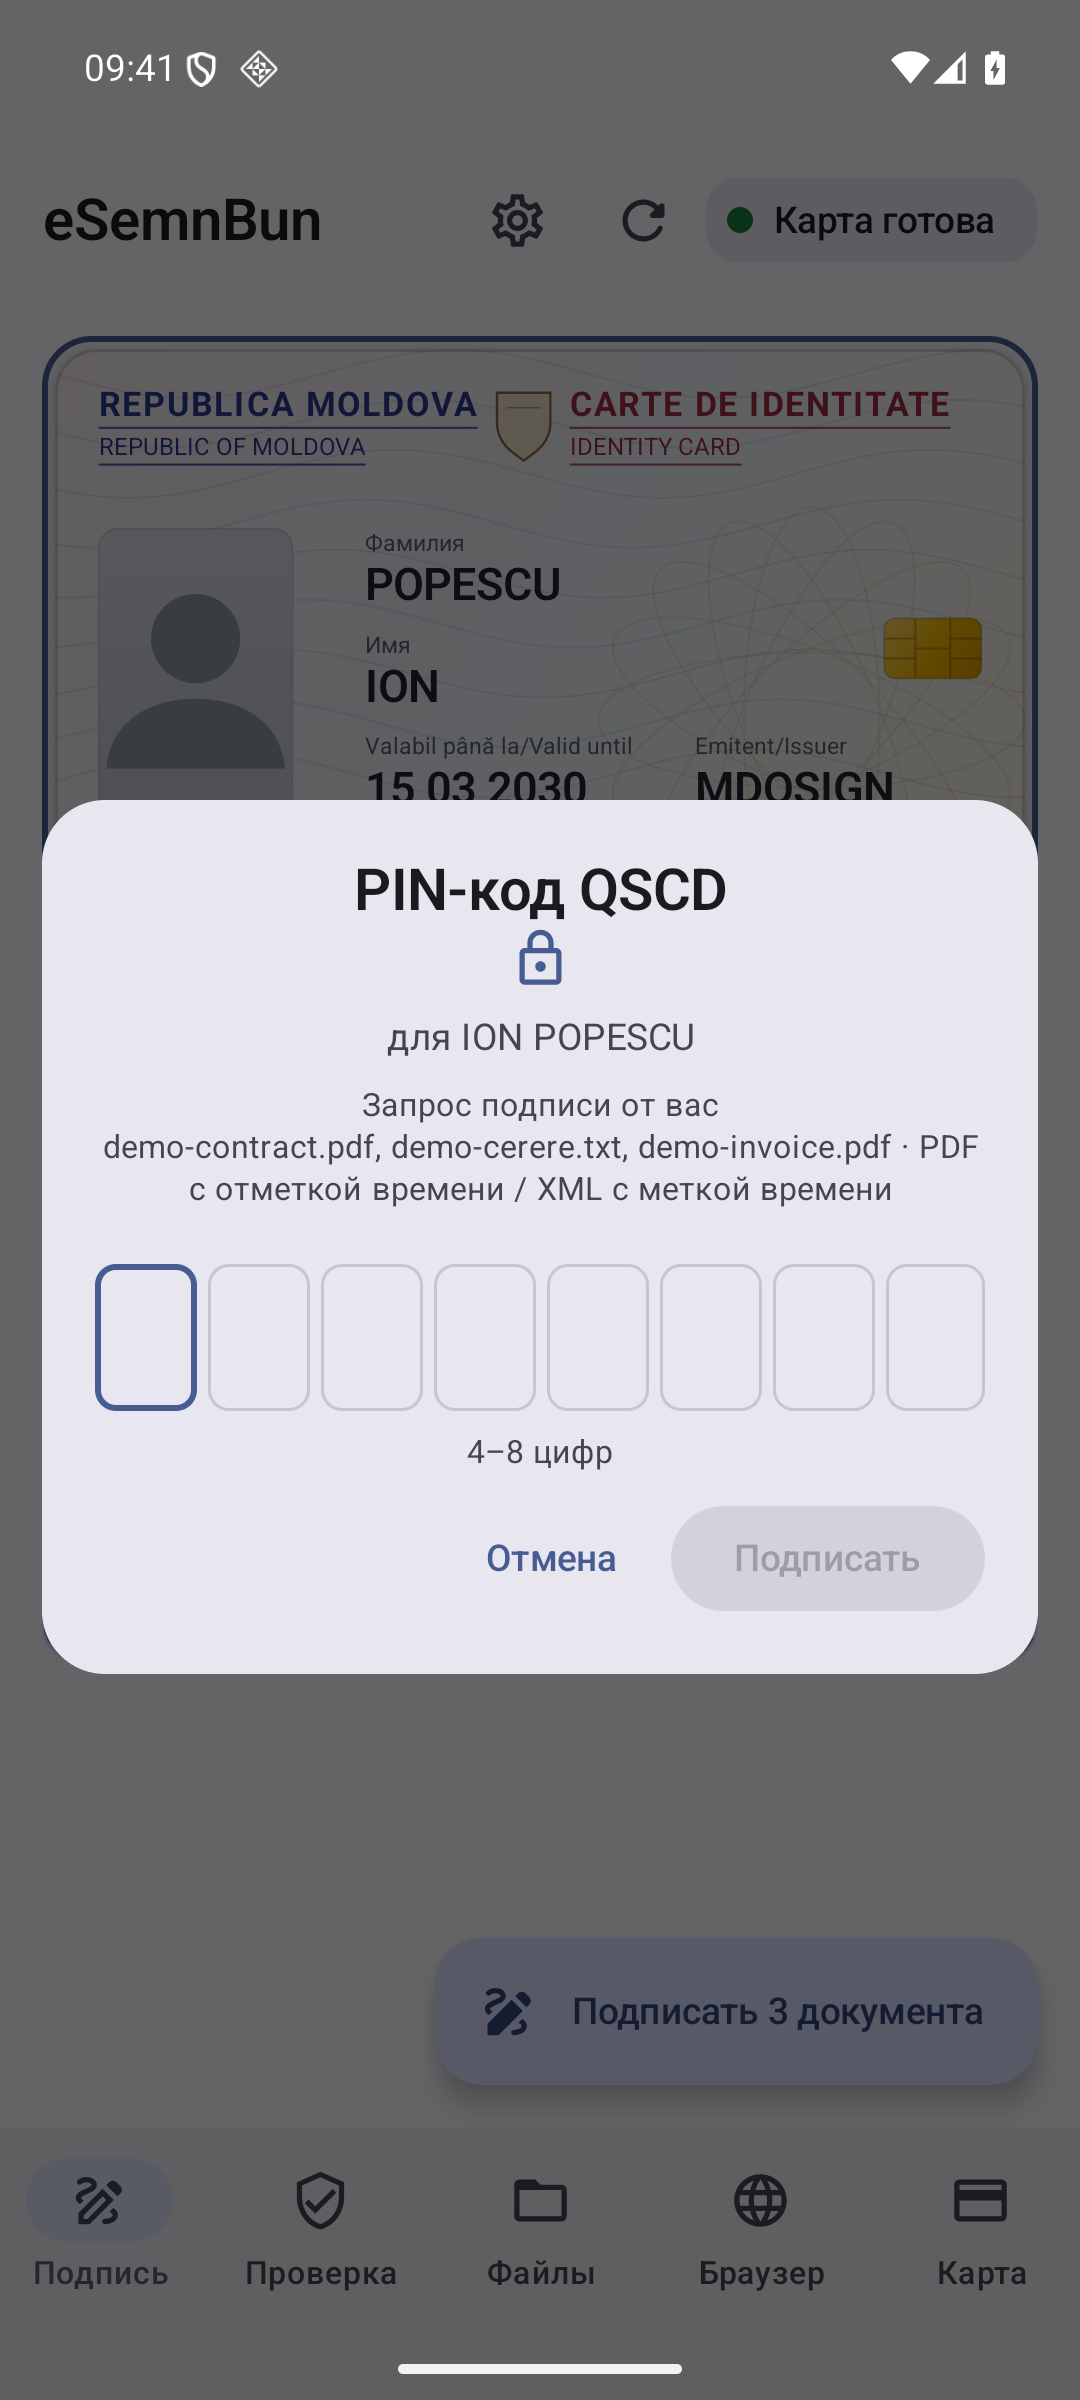 09:41
eSemnBun
Карта готова
REPUBLICA MOLDOVA
CARTE DE IDENTITATE
REPUBLIC OF MOLDOVA
IDENTITY CARD
Фамилия
POPESCU
Имя
ION
Valabil până la/Valid until
Emitent/Issuer
15 03 2030
MDOSIGN
PIN-код QSCD
для ION POPESCU
Запрос подписи от вас
demo-contract.pdf, demo-cerere.txt, demo-invoice.pdf · PDF
с отметкой времени / XML с меткой времени
4–8 цифр
Отмена
Подписать
Подписать 3 документа
Подпись
Проверка
Файлы
Браузер
Карта